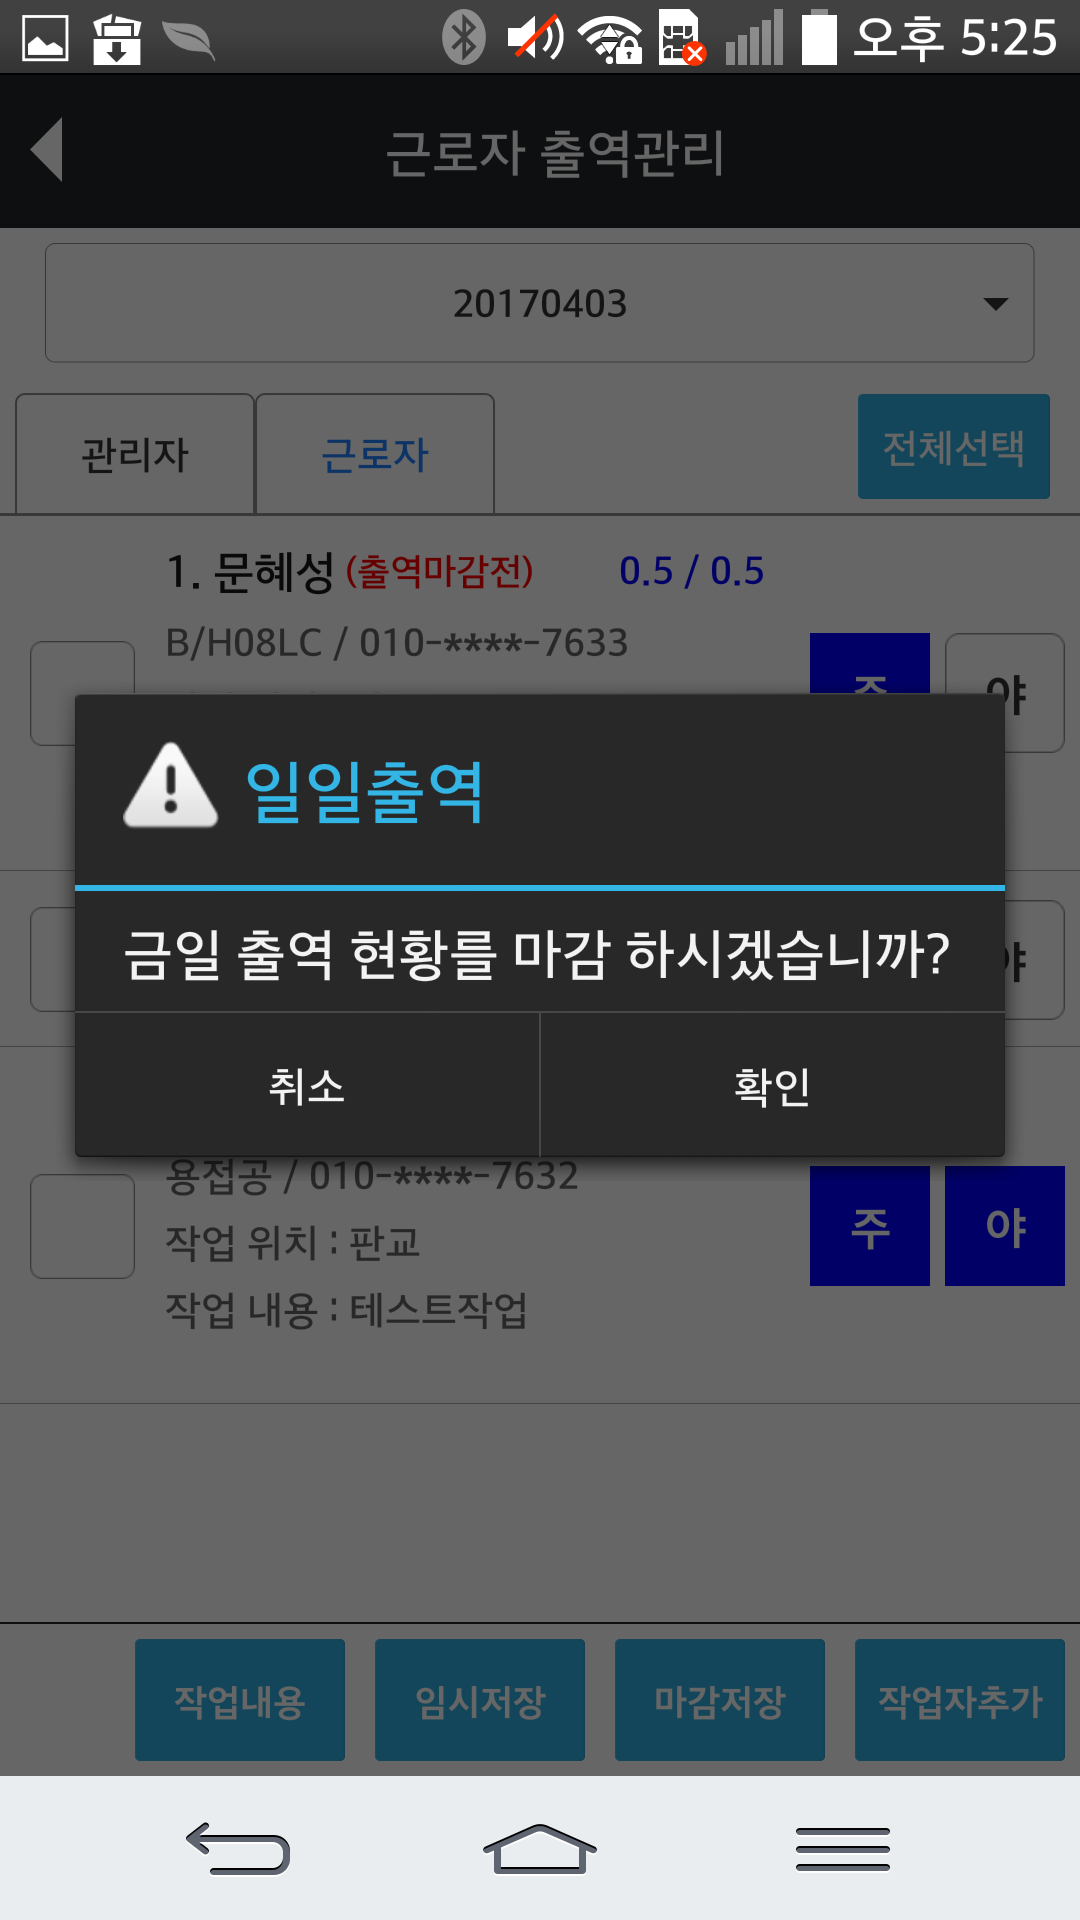 오후 5:25
근로자 출역관리
20170403
관리자
근로자
전체선택
1. 문혜성 (출역마감전) 0.5 / 0.5
B/H08LC / 010-****-7633
주
야
일일출역
금일 출역 현황를 마감 하시겠습니까?
야
취소
확인
용접공 / 010-****-7632
작업 위치 : 판교
주
야
작업 내용 : 테스트작업
작업내용
임시저장
마감저장
작업자추가